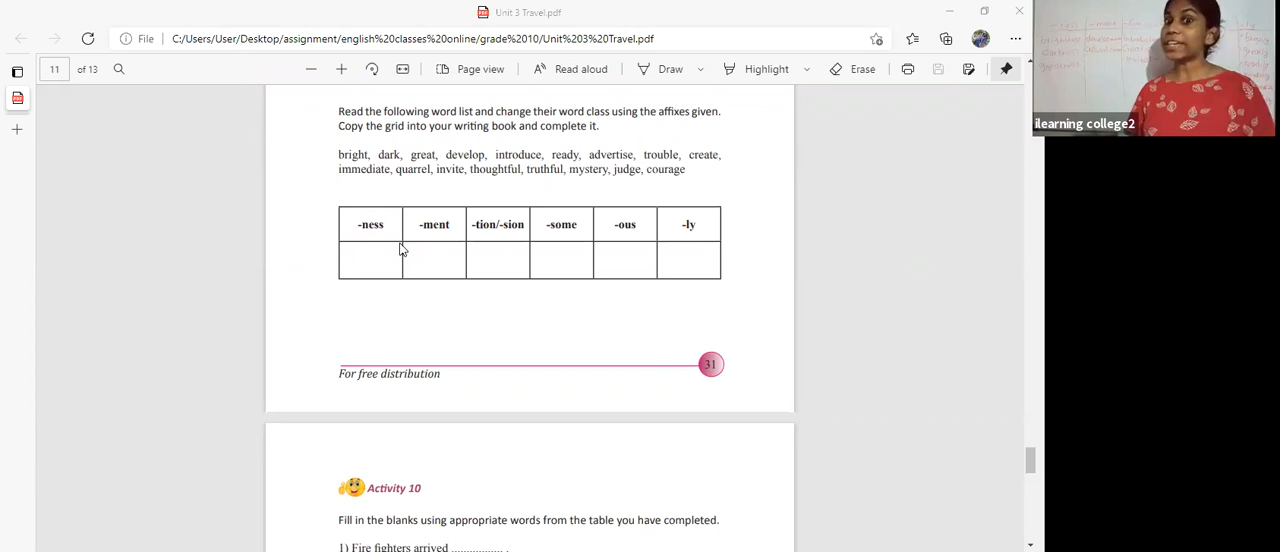 Unit 3 Travel.pdf
File
C:/Users/User/Desktop/assignment/english%20classes%20online/grade%2010/Unit%203%20Travel.pdf
11 of 13
Page view
Read aloud
Draw
Highlight
Erase
ilearning college2
Read the following word list and change their word class using the affixes given.
Copy the grid into your writing book and complete it.
bright, dark, great, develop, introduce, ready, advertise, trouble, create,
immediate, quarrel, invite, thoughtful, truthful, mystery, judge, courage
-ness -ment -tion/-sion -some -ous -ly
31
For free distribution
Activity 10
Fill in the blanks using appropriate words from the table you have completed.
1) Fire fighters arrived .................. .